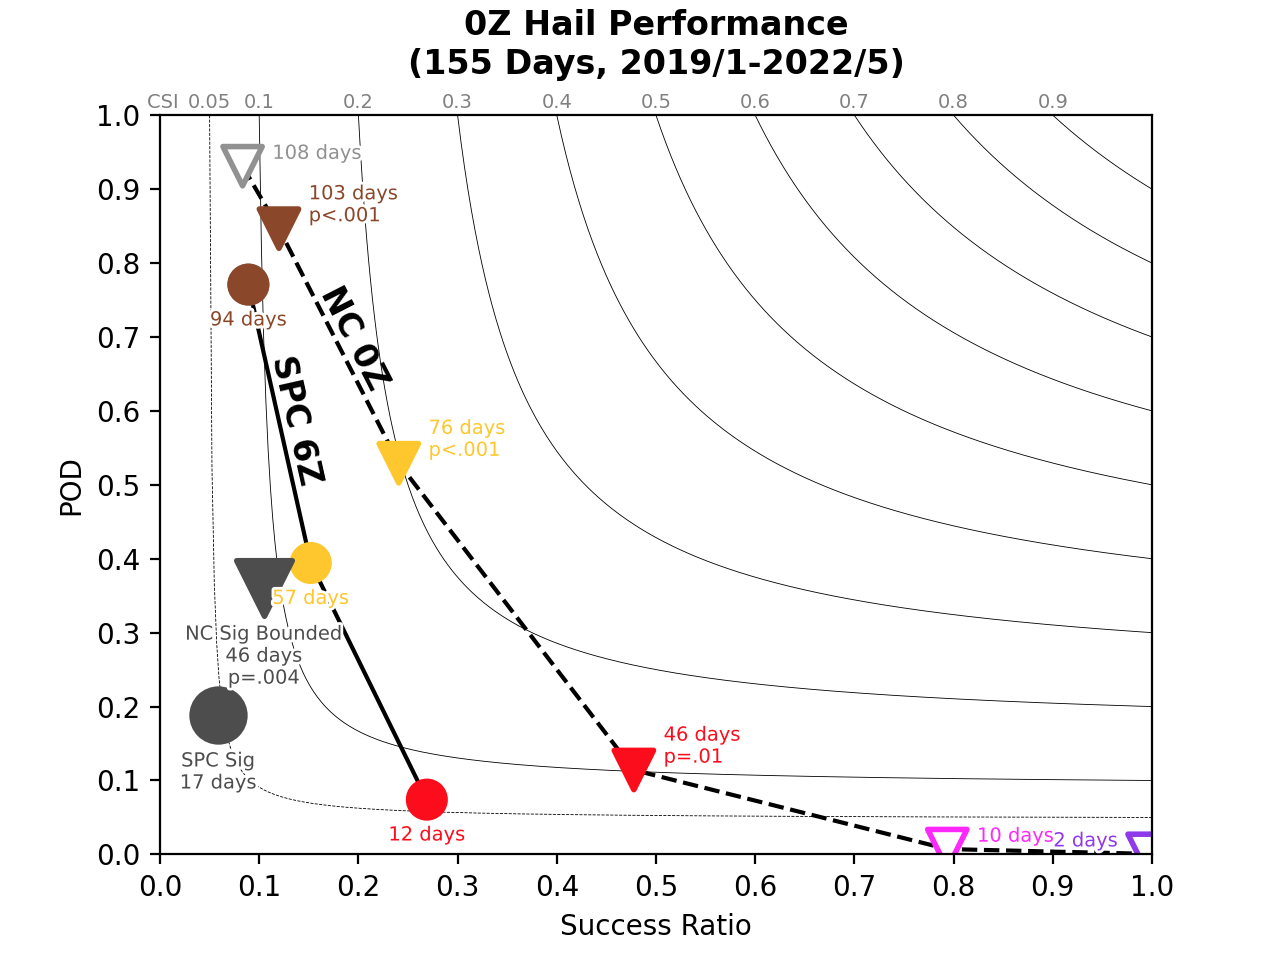 0Z Hail Performance
(155 Days, 2019/1-2022/5)
CSI 0.05 0.1 0.2 0.3 0.4 0.5 0.6 0.7 0.8 0.9
1.0
108 days
103 days
p<.001
0.9
0.8
94 days
NC 0Z
0.7
SPC 6Z
0.6
76 days
p<.001
0.5
POD
0.4
57 days
0.3
NC Sig Bounded
46 days
p=.004
0.2
SPC Sig
17 days
46 days
p=.01
0.1
12 days
10 days
2 days
0.0
0.0 0.1 0.2 0.3 0.4 0.5 0.6 0.7 0.8 0.9 1.0
Success Ratio